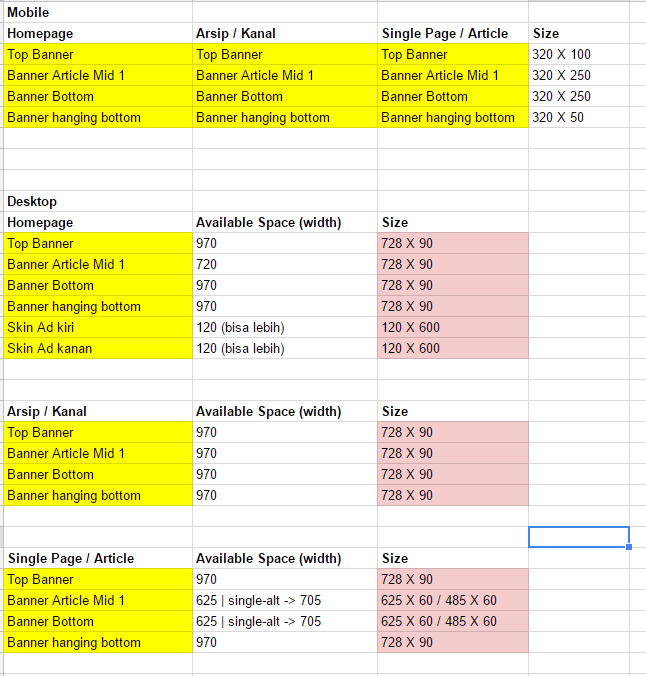 Mobile
Homepage Arsip / Kanal Single Page / Article Size
Top Banner Top Banner Top Banner 320 X 100
Banner Article Mid 1 Banner Article Mid 1 Banner Article Mid 1 320 X 250
Banner Bottom Banner Bottom Banner Bottom 320 X 250
Banner hanging bottom Banner hanging bottom Banner hanging bottom 320 X 50
Desktop
Homepage Available Space (width) Size
Top Banner 970 728 X 90
Banner Article Mid 1 720 728 X 90
Banner Bottom 970 728 X 90
Banner hanging bottom 970 728 X 90
Skin Ad kiri 120 (bisa lebih) 120 X 600
Skin Ad kanan 120 (bisa lebih) 120 X 600
Arsip / Kanal Available Space (width) Size
Top Banner 970 728 X 90
Banner Article Mid 1 970 728 X 90
Banner Bottom 970 728 X 90
Banner hanging bottom 970 728 X 90
Single Page / Article Available Space (width) Size
Top Banner 970 728 X 90
Banner Article Mid 1 625 | single-alt -> 705 625 X 60 / 485 X 60
Banner Bottom 625 | single-alt -> 705 625 X 60 / 485 X 60
Banner hanging bottom 970 728 X 90